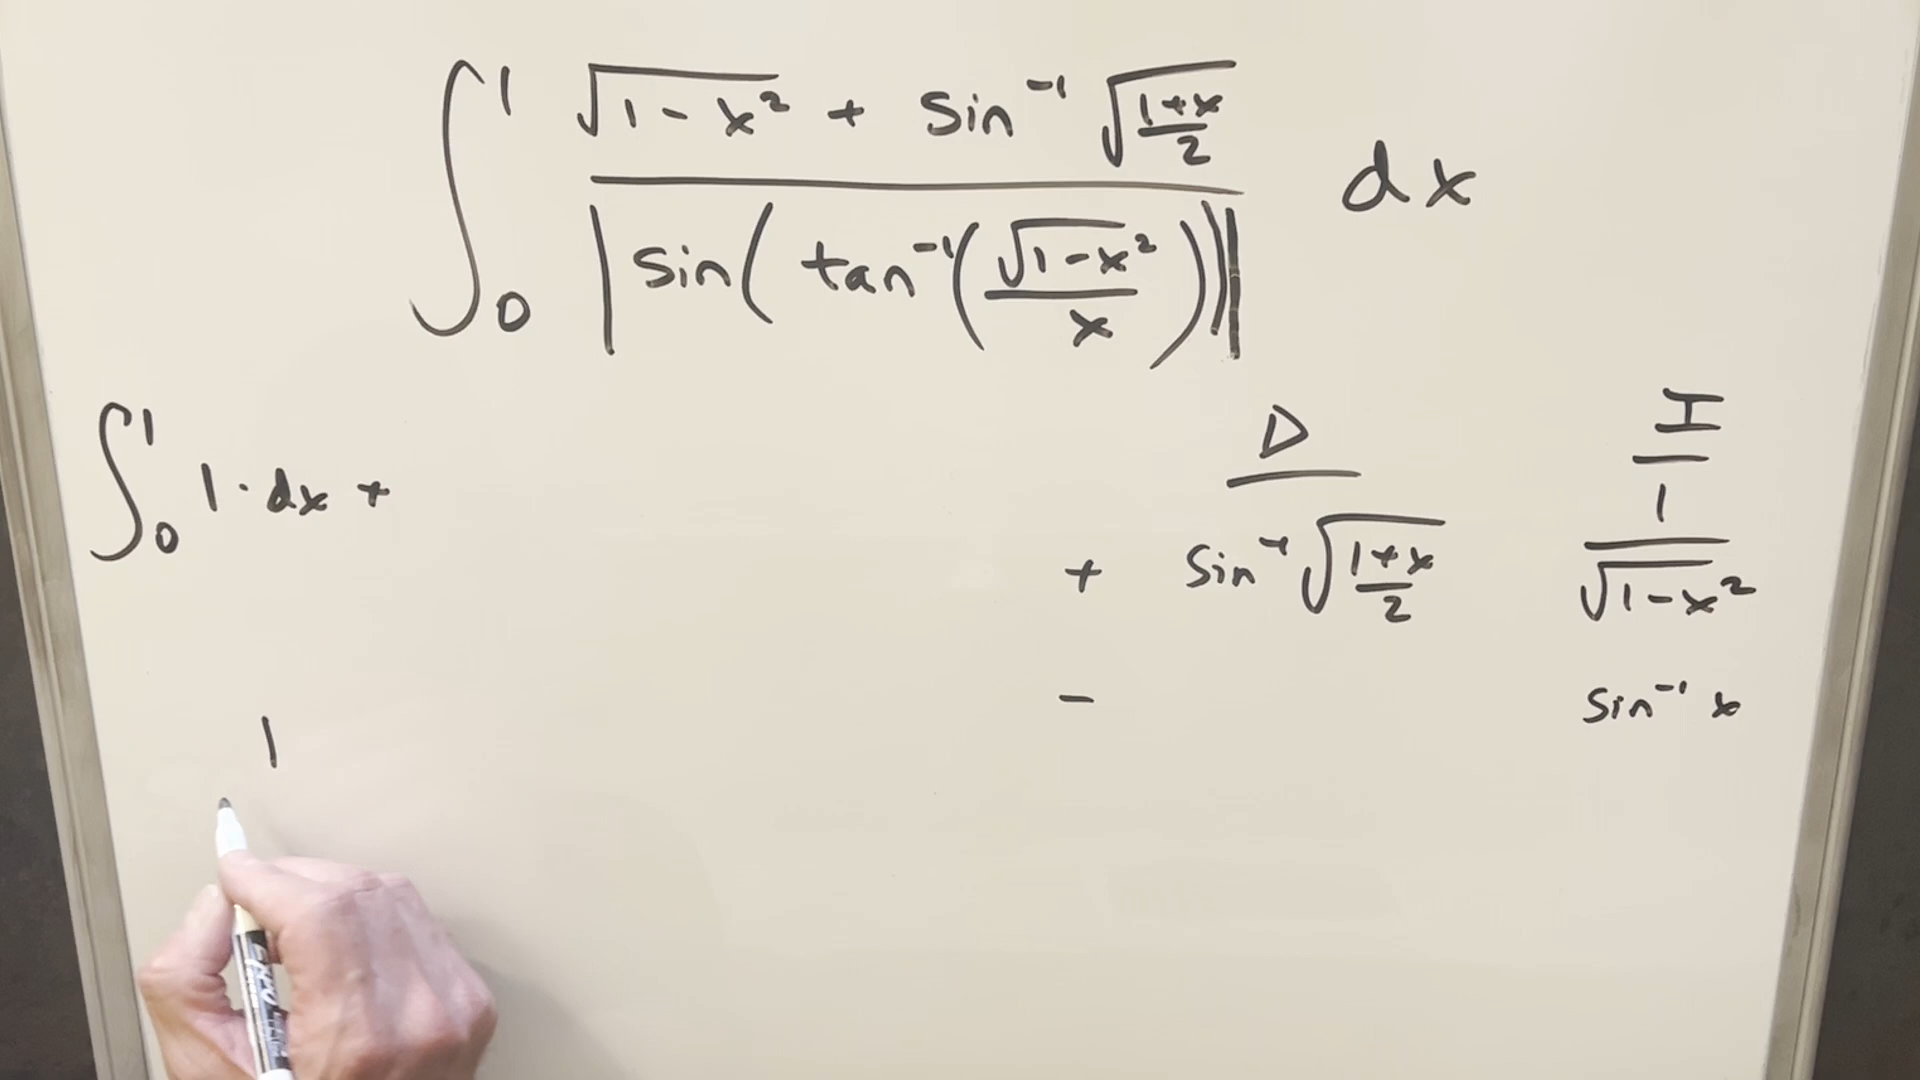 ∫₀¹ (√(1-x²) + sin⁻¹ √((1+x)/2)) / |sin(tan⁻¹(√(1-x²)/x))| dx
∫₀¹ 1·dx +
D I
+ sin⁻¹ √((1+x)/2) 1/√(1-x²)
- sin⁻¹ x
1
EXPO